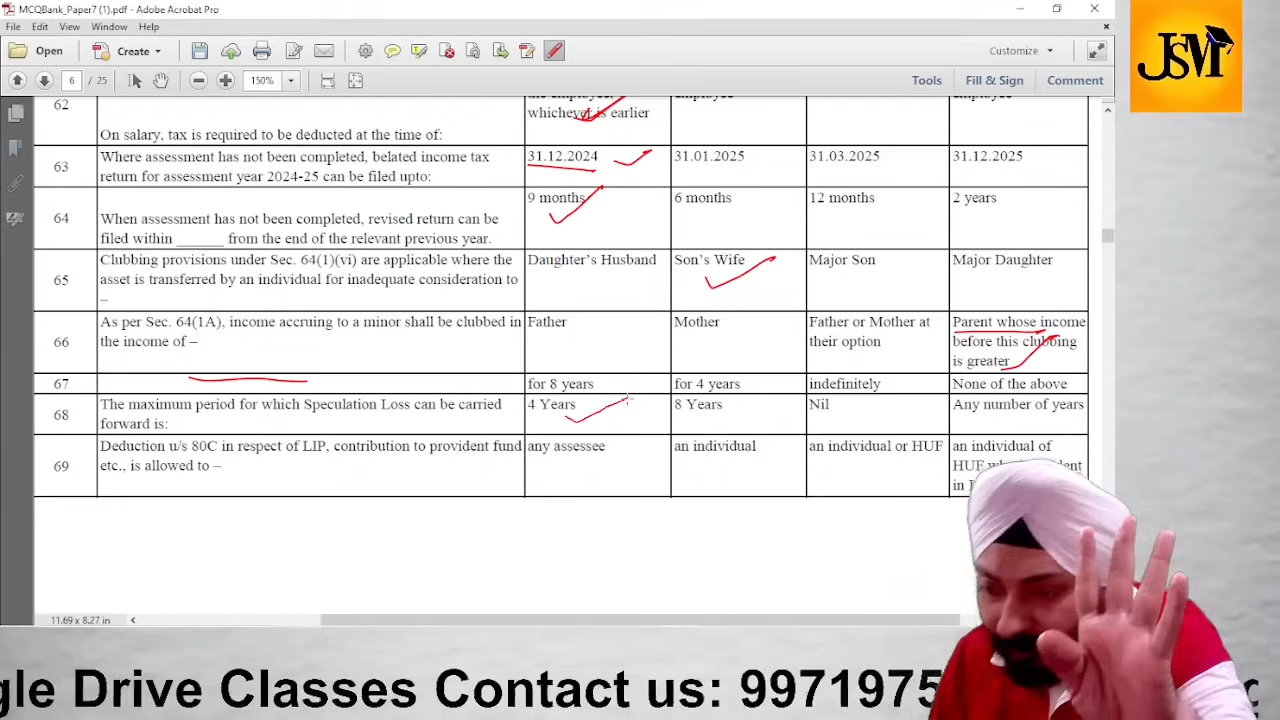 MCQBank_Paper7 (1).pdf - Adobe Acrobat Pro
File Edit View Window Help
Open Create Customize
6 / 25 150% Tools Fill & Sign Comment
JSM
62 whichever is earlier
On salary, tax is required to be deducted at the time of:
63 Where assessment has not been completed, belated income tax return for assessment year 2024-25 can be filed upto: 31.12.2024 31.01.2025 31.03.2025 31.12.2025
64 When assessment has not been completed, revised return can be filed within ______ from the end of the relevant previous year. 9 months 6 months 12 months 2 years
65 Clubbing provisions under Sec. 64(1)(vi) are applicable where the asset is transferred by an individual for inadequate consideration to – Daughter's Husband Son's Wife Major Son Major Daughter
66 As per Sec. 64(1A), income accruing to a minor shall be clubbed in the income of – Father Mother Father or Mother at their option Parent whose income before this clubbing is greater
67 for 8 years for 4 years indefinitely None of the above
68 The maximum period for which Speculation Loss can be carried forward is: 4 Years 8 Years Nil Any number of years
69 Deduction u/s 80C in respect of LIP, contribution to provident fund etc., is allowed to – any assessee an individual an individual or HUF an individual of HUF
11.69 x 8.27 in
gle Drive Classes Contact us: 9971975